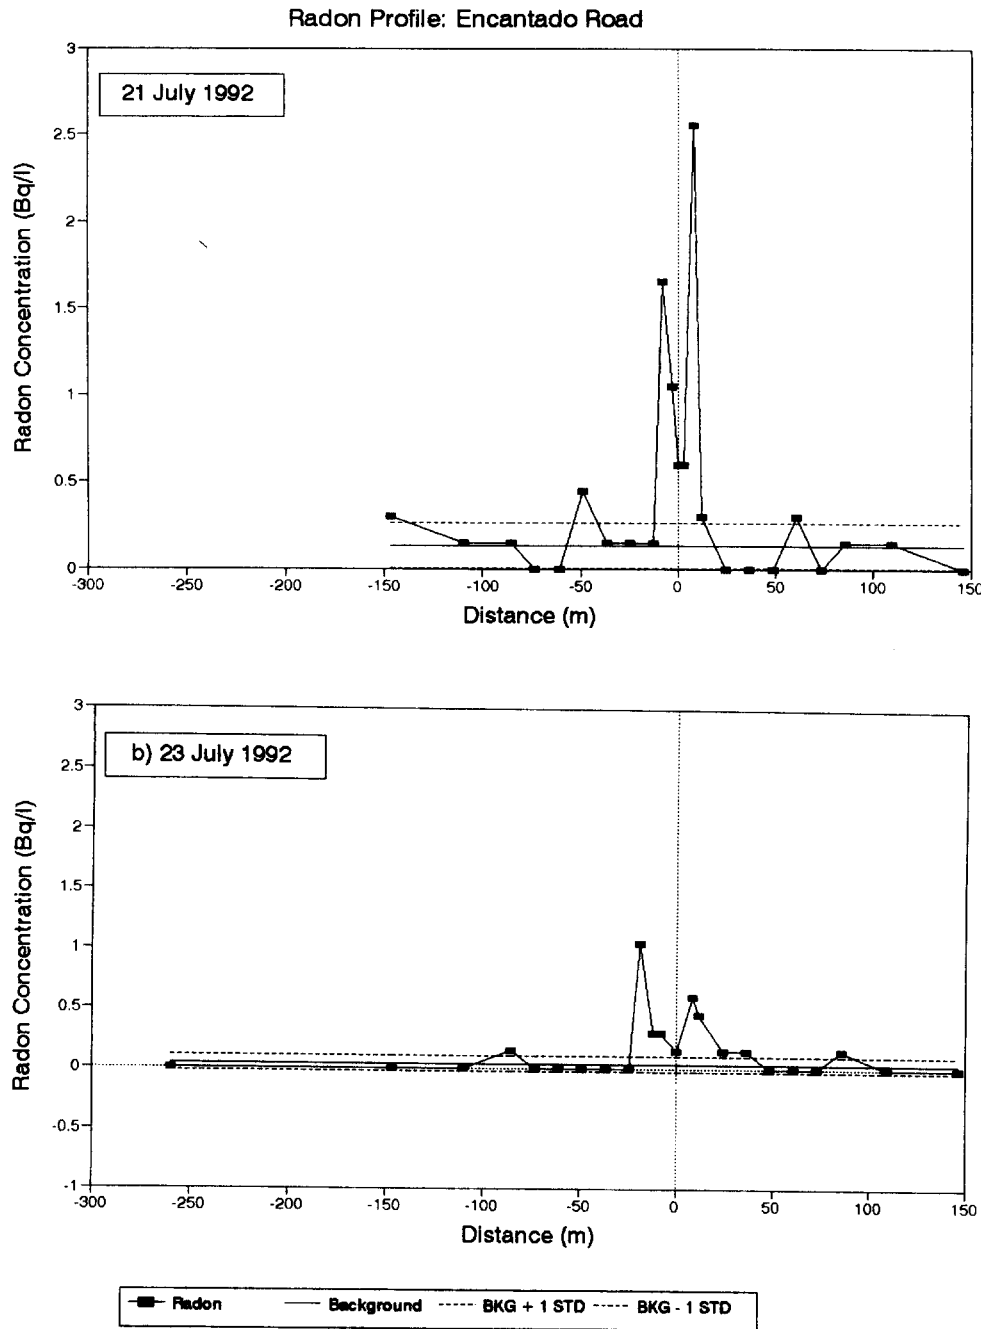 Radon Profile: Encantado Road
21 July 1992
3
2.5
2
1.5
1
0.5
0
Radon Concentration (Bq/l)
-300 -250 -200 -150 -100 -50 0 50 100 150
Distance (m)
b) 23 July 1992
3
2.5
2
1.5
1
0.5
0
-0.5
-1
Radon Concentration (Bq/l)
-300 -250 -200 -150 -100 -50 0 50 100 150
Distance (m)
Radon Background BKG + 1 STD BKG - 1 STD